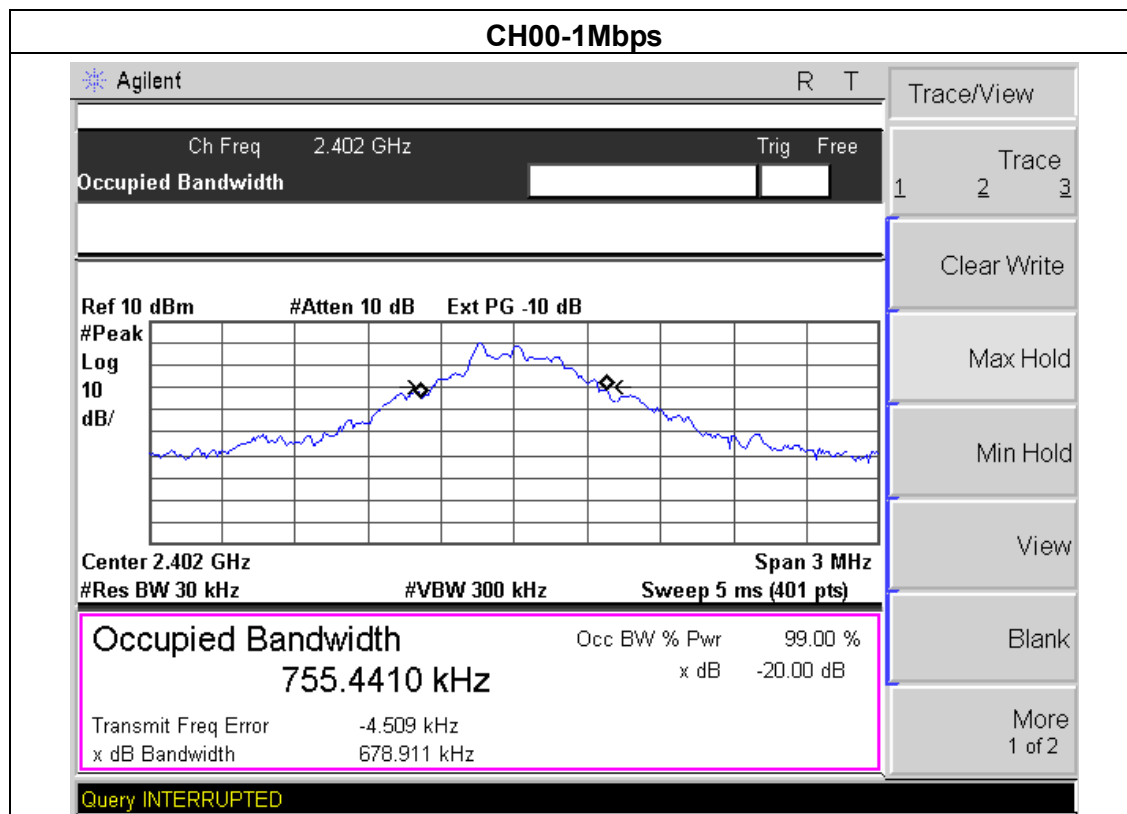 CH00-1Mbps
Agilent R T
Trace/View
Ch Freq 2.402 GHz Trig Free
Occupied Bandwidth
Trace
1 2 3
Clear Write
Ref 10 dBm #Atten 10 dB Ext PG -10 dB
#Peak
Log
10
dB/
Max Hold
Min Hold
View
Center 2.402 GHz Span 3 MHz
#Res BW 30 kHz #VBW 300 kHz Sweep 5 ms (401 pts)
Occupied Bandwidth Occ BW % Pwr 99.00 %
755.4410 kHz x dB -20.00 dB
Blank
Transmit Freq Error -4.509 kHz
x dB Bandwidth 678.911 kHz
More
1 of 2
Query INTERRUPTED